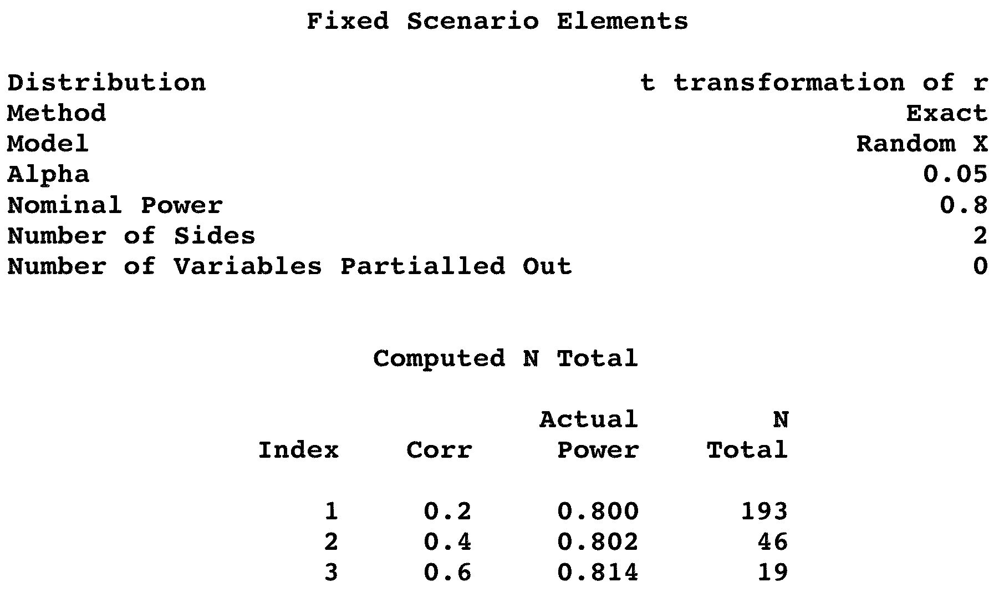 Fixed Scenario Elements
Distribution t transformation of r
Method Exact
Model Random X
Alpha 0.05
Nominal Power 0.8
Number of Sides 2
Number of Variables Partialled Out 0
Computed N Total
Actual N
Index Corr Power Total
1 0.2 0.800 193
2 0.4 0.802 46
3 0.6 0.814 19